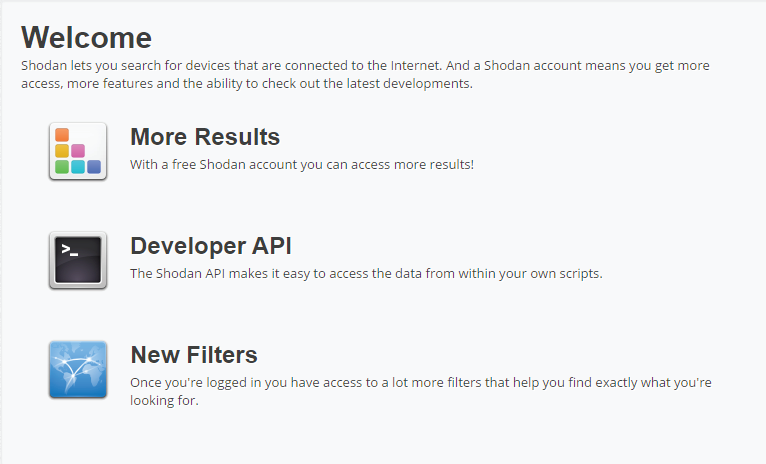 Welcome
Shodan lets you search for devices that are connected to the Internet. And a Shodan account means you get more
access, more features and the ability to check out the latest developments.
More Results
With a free Shodan account you can access more results!
>_
Developer API
The Shodan API makes it easy to access the data from within your own scripts.
New Filters
Once you're logged in you have access to a lot more filters that help you find exactly what you're
looking for.